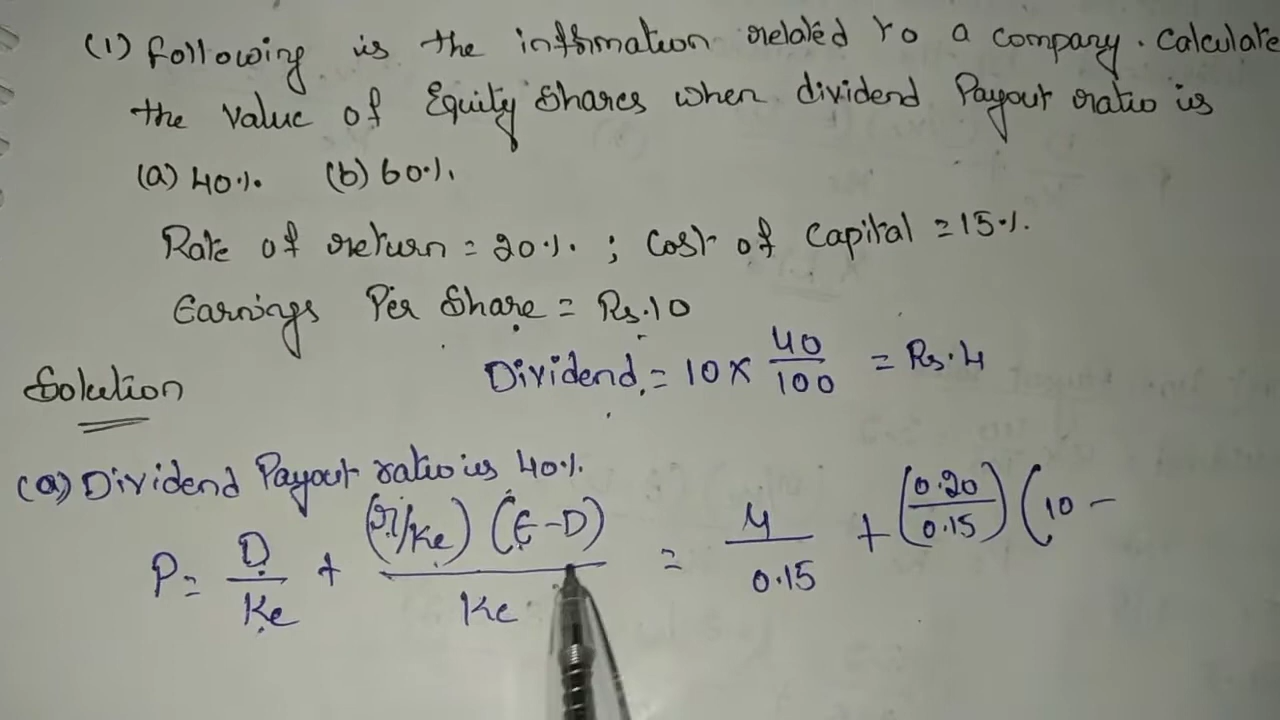 (1) Following is the information related to a company. Calculate
the value of Equity Shares when dividend Payout ratio is
(a) 40%. (b) 60%.
Rate of return = 20%. ; Cost of Capital = 15%.
Earnings Per Share = Rs.10
Solution
Dividend = 10 × 40/100 = Rs.4
(a) Dividend Payout ratio is 40%.
P = D/Ke + (r/Ke) (E-D)/Ke = 4/0.15 + (0.20/0.15) (10 -